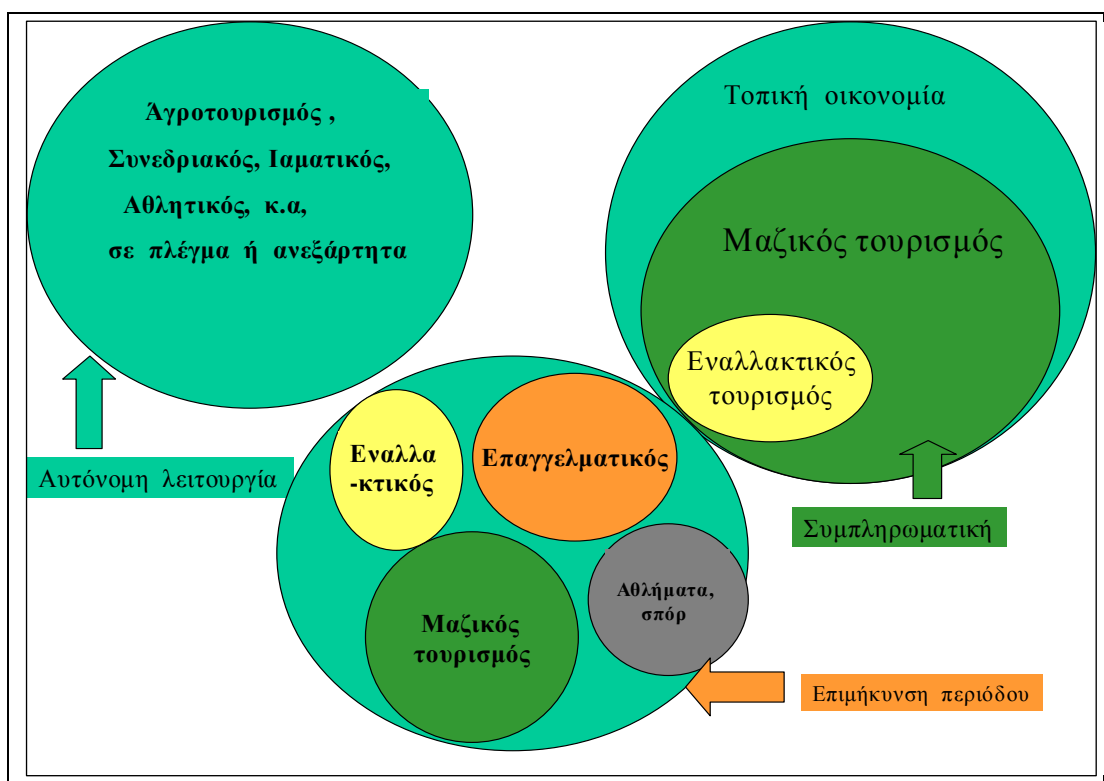 Άγροτουρισμός ,
Συνεδριακός, Ιαματικός,
Αθλητικός, κ.α,
σε πλέγμα ή ανεξάρτητα
Αυτόνομη λειτουργία
Τοπική οικονομία
Μαζικός τουρισμός
Εναλλακτικός
τουρισμός
Συμπληρωματική
Εναλλα
-κτικός
Επαγγελματικός
Αθλήματα,
σπόρ
Μαζικός
τουρισμός
Επιμήκυνση περιόδου